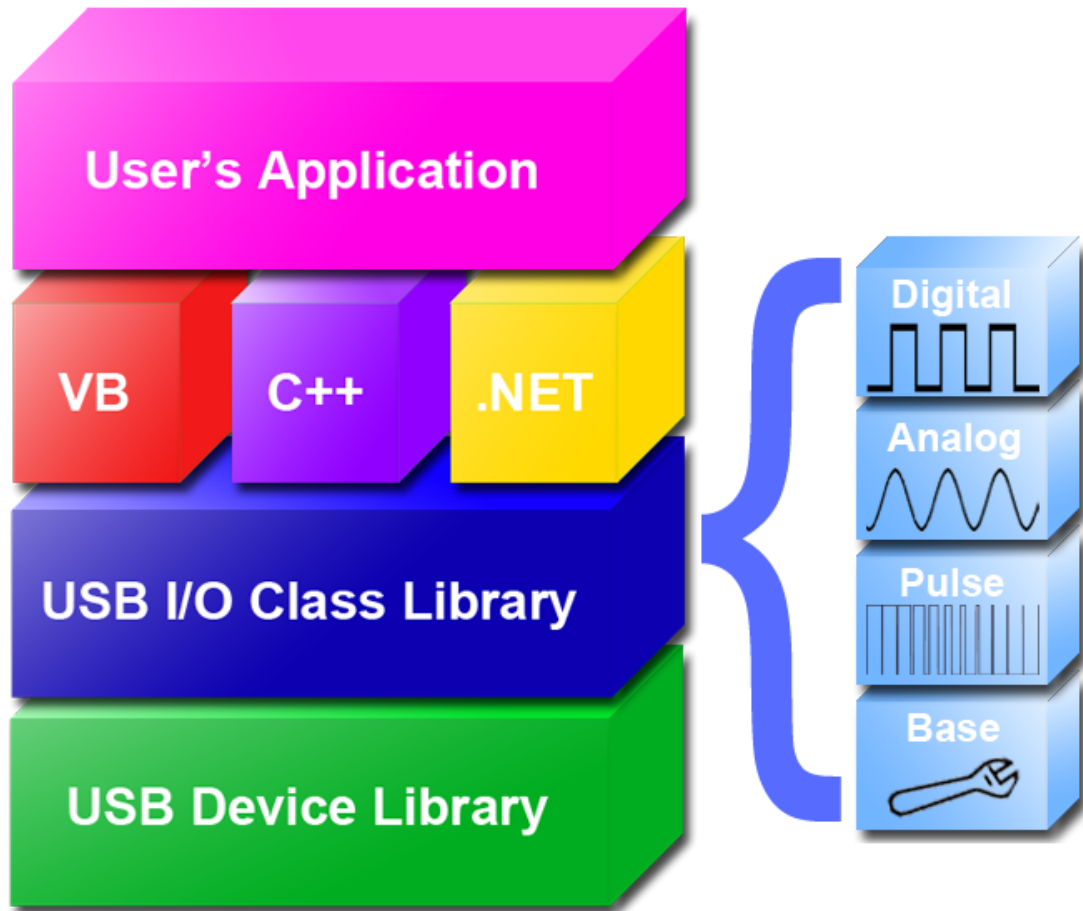 User's Application
VB
C++
.NET
USB I/O Class Library
USB Device Library
Digital
Analog
Pulse
Base